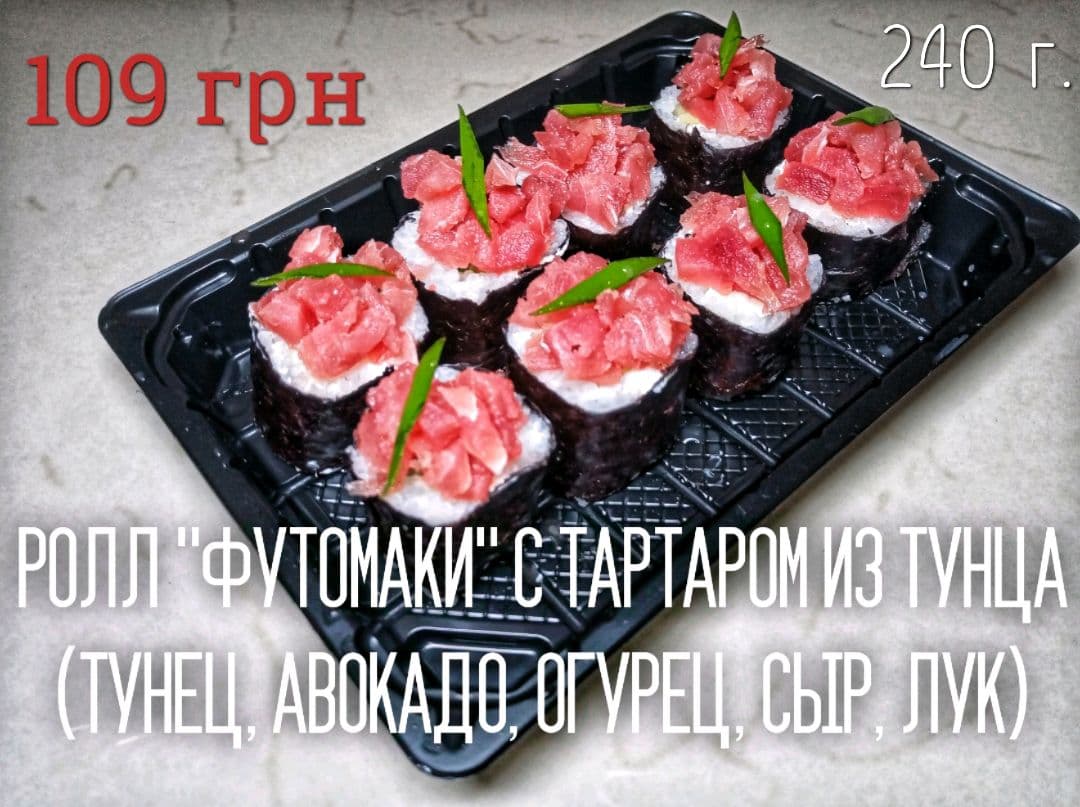 109 грн
240 г.
РОЛЛ "ФУТОМАКИ" С ТАРТАРОМ ИЗ ТУНЦА
(ТУНЕЦ, АВОКАДО, ОГУРЕЦ, СЫР, ЛУК)